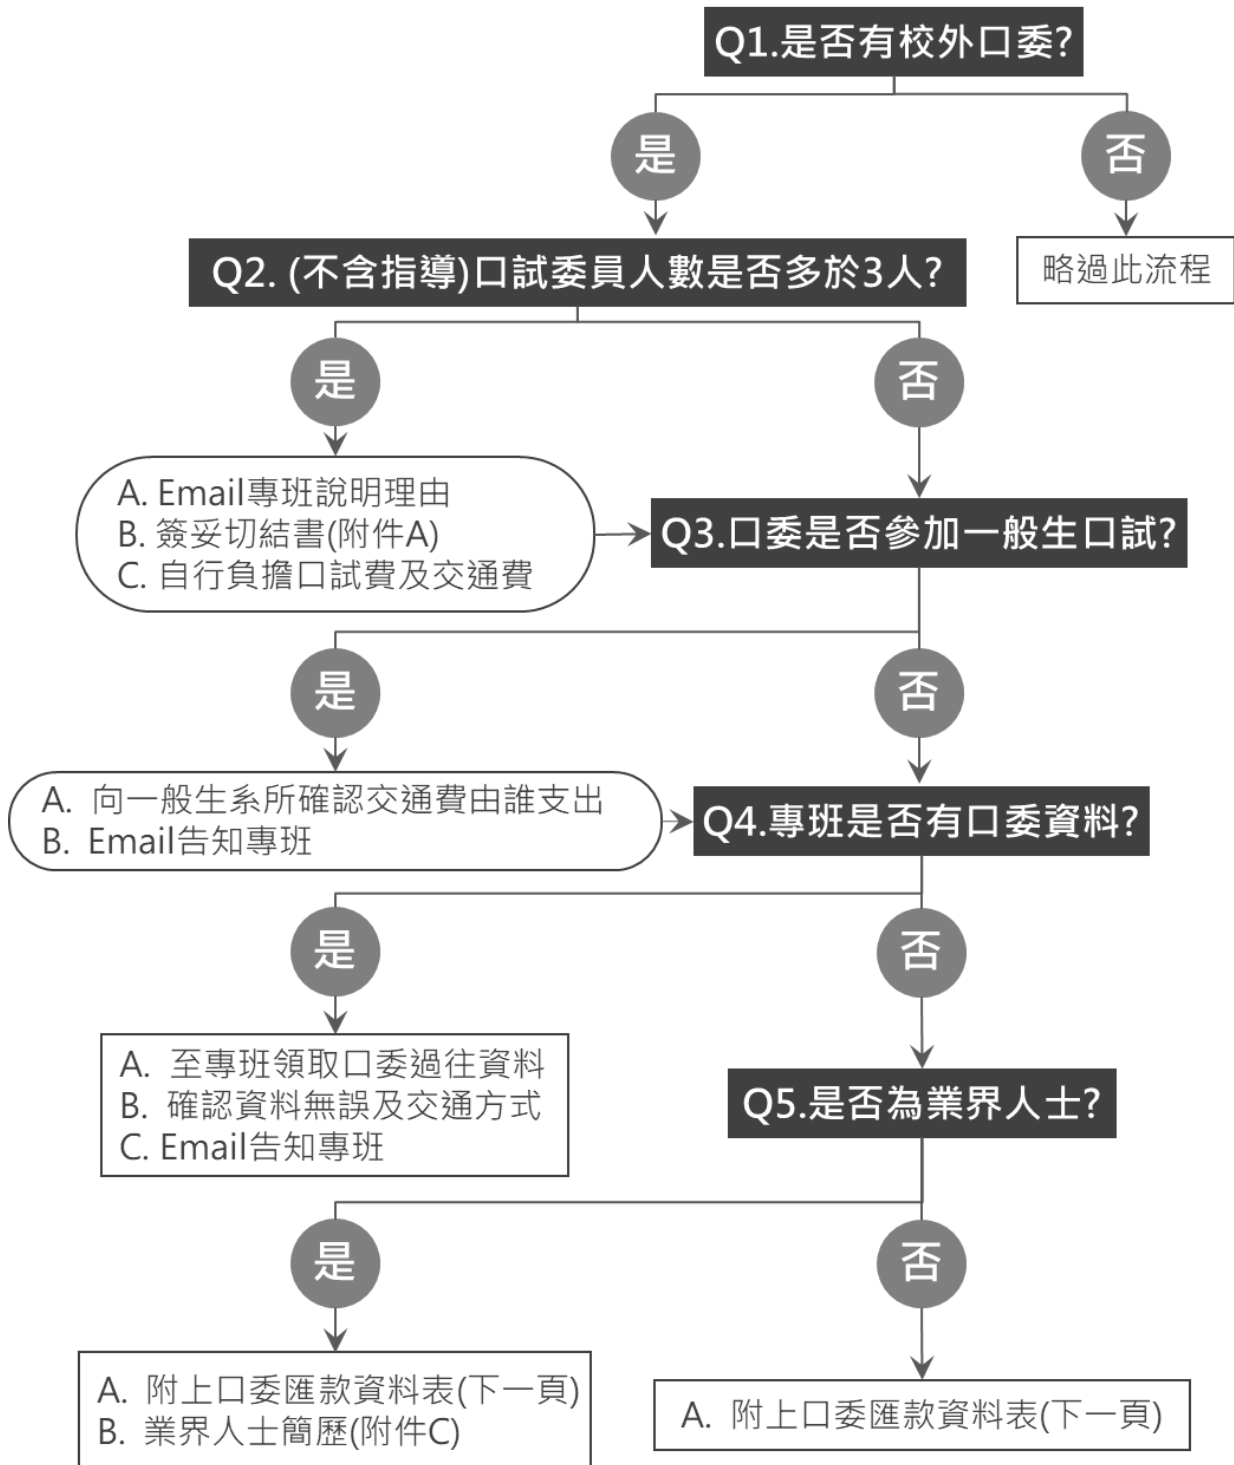 Q1.是否有校外口委?
是
否
Q2. (不含指導)口試委員人數是否多於3人?
略過此流程
是
否
A. Email專班說明理由
B. 簽妥切結書(附件A)
C. 自行負擔口試費及交通費
Q3.口委是否參加一般生口試?
是
否
A. 向一般生系所確認交通費由誰支出
B. Email告知專班
Q4.專班是否有口委資料?
是
否
A. 至專班領取口委過往資料
B. 確認資料無誤及交通方式
C. Email告知專班
Q5.是否為業界人士?
是
否
A. 附上口委匯款資料表(下一頁)
B. 業界人士簡歷(附件C)
A. 附上口委匯款資料表(下一頁)